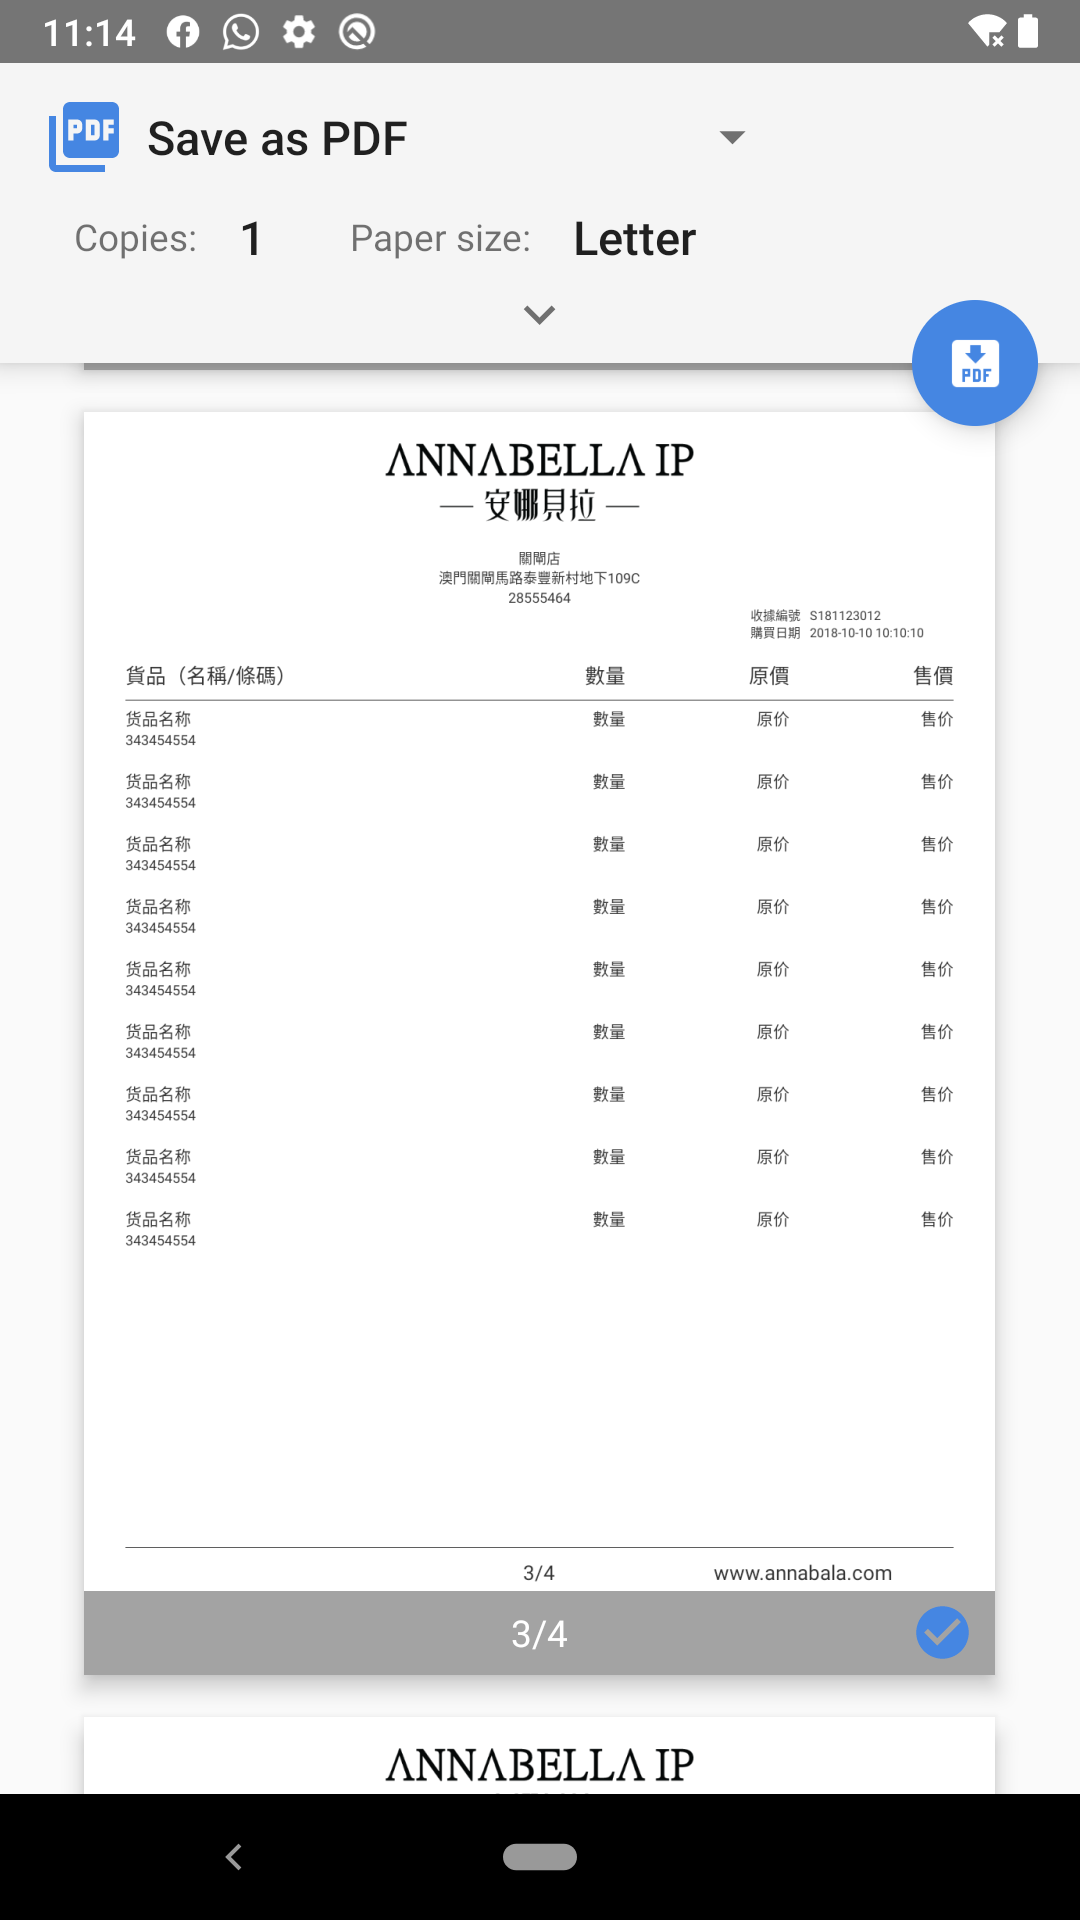 11:14
PDF Save as PDF
Copies: 1 Paper size: Letter
PDF
ANNABELLA IP
— 安娜貝拉 —
關閘店
澳門關閘馬路泰豐新村地下109C
28555464
收據編號 S181123012
購買日期 2018-10-10 10:10:10
貨品（名稱/條碼） 數量 原價 售價
货品名称 數量 原价 售价
343454554
货品名称 數量 原价 售价
343454554
货品名称 數量 原价 售价
343454554
货品名称 數量 原价 售价
343454554
货品名称 數量 原价 售价
343454554
货品名称 數量 原价 售价
343454554
货品名称 數量 原价 售价
343454554
货品名称 數量 原价 售价
343454554
货品名称 數量 原价 售价
343454554
3/4 www.annabala.com
3/4
ANNABELLA IP